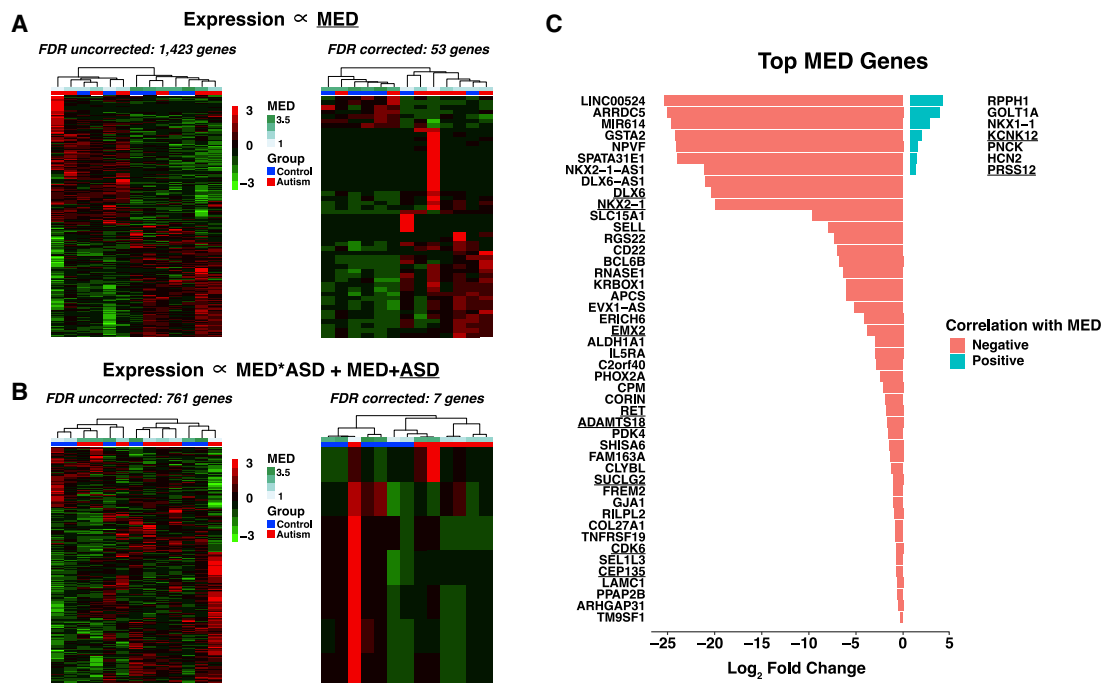 A
Expression ∝ MED
FDR uncorrected: 1,423 genes
FDR corrected: 53 genes
3
0
−3
MED
3.5
1
Group
Control
Autism
B
Expression ∝ MED*ASD + MED+ASD
FDR uncorrected: 761 genes
FDR corrected: 7 genes
3
0
−3
MED
3.5
1
Group
Control
Autism
C
Top MED Genes
LINC00524
ARRDC5
MIR614
GSTA2
NPVF
SPATA31E1
NKX2−1−AS1
DLX6−AS1
DLX6
NKX2−1
SLC15A1
SELL
RGS22
CD22
BCL6B
RNASE1
KRBOX1
APCS
EVX1−AS
ERICH6
EMX2
ALDH1A1
IL5RA
C2orf40
PHOX2A
CPM
CORIN
RET
ADAMTS18
PDK4
SHISA6
FAM163A
CLYBL
SUCLG2
FREM2
GJA1
RILPL2
COL27A1
TNFRSF19
CDK6
SEL1L3
CEP135
LAMC1
PPAP2B
ARHGAP31
TM9SF1
RPPH1
GOLT1A
NKX1−1
KCNK12
PNCK
HCN2
PRSS12
Correlation with MED
Negative
Positive
−25 −20 −15 −10 −5 0 5
Log2 Fold Change